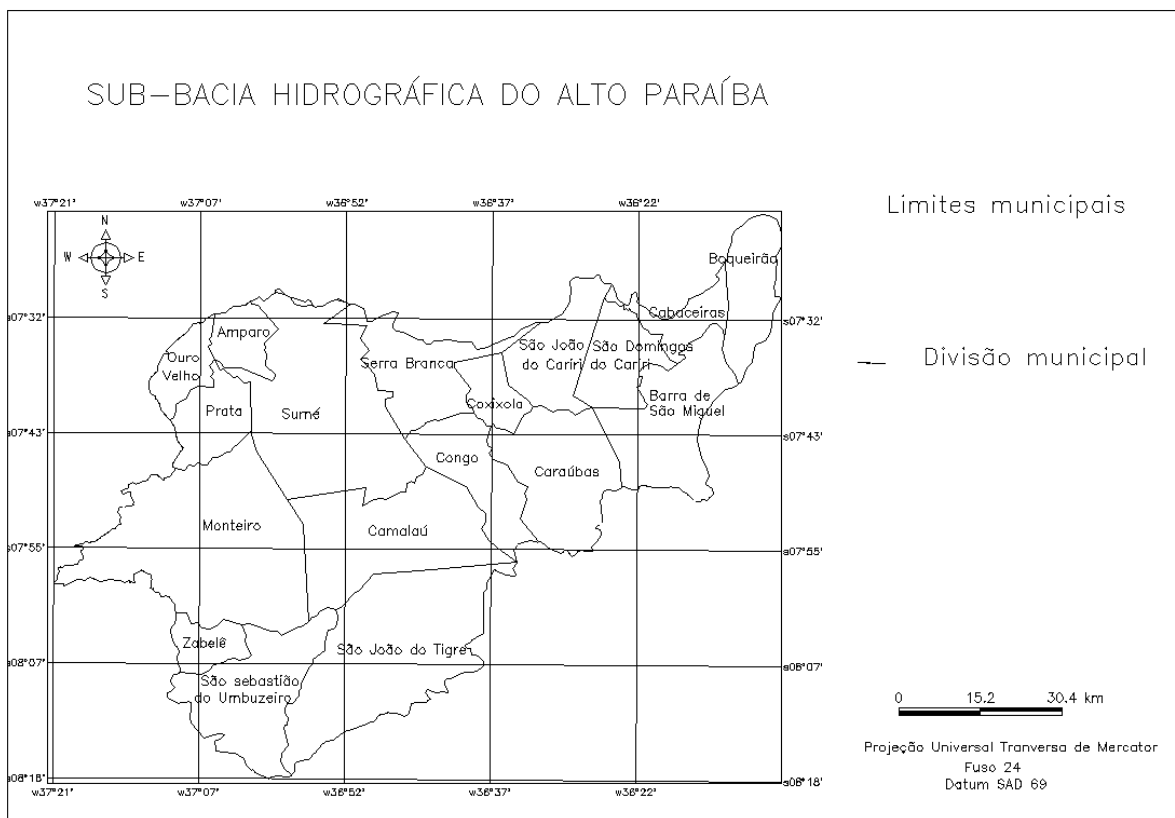 SUB-BACIA HIDROGRÁFICA DO ALTO PARAÍBA
w37°21' w37°07' w36°52' w36°37' w36°22'
Limites municipais
N
W E
S
Boqueirão
Cabaceiras
s07°32' s07°32'
Amparo
São João São Domingos
do Cariri do Cariri
Ouro
Velho
Serra Branca
Divisão municipal
Barra de
São Miguel
Prata
Sumé
Coxixola
s07°43' s07°43'
Congo
Caraúbas
Monteiro
Camalaú
s07°55' s07°55'
Zabelê
São João do Tigre
s08°07' s08°07'
São sebastião
do Umbuzeiro
0 15.2 30.4 km
Projeção Universal Tranversa de Mercator
Fuso 24
Datum SAD 69
s08°18' s08°18'
w37°21' w37°07' w36°52' w36°37' w36°22'